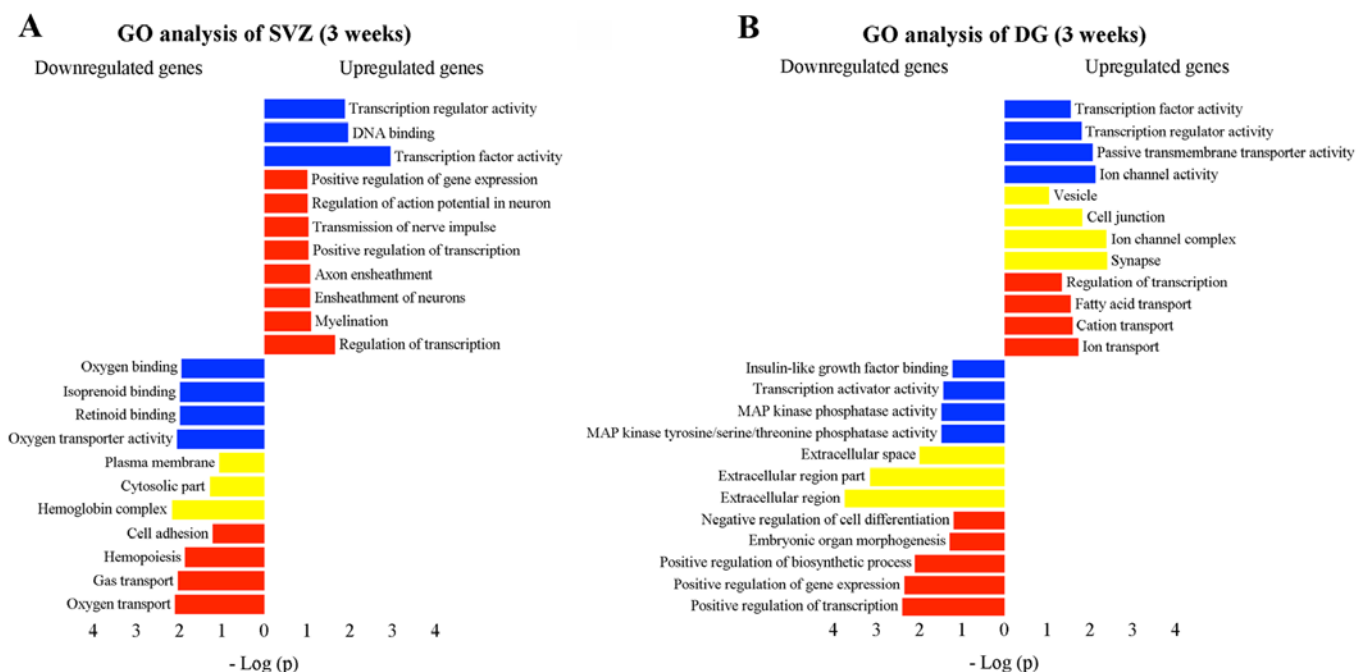 A
GO analysis of SVZ (3 weeks)
Downregulated genes
Upregulated genes
Transcription regulator activity
DNA binding
Transcription factor activity
Positive regulation of gene expression
Regulation of action potential in neuron
Transmission of nerve impulse
Positive regulation of transcription
Axon ensheathment
Ensheathment of neurons
Myelination
Regulation of transcription
Oxygen binding
Isoprenoid binding
Retinoid binding
Oxygen transporter activity
Plasma membrane
Cytosolic part
Hemoglobin complex
Cell adhesion
Hemopoiesis
Gas transport
Oxygen transport
4 3 2 1 0 1 2 3 4
- Log (p)
B
GO analysis of DG (3 weeks)
Downregulated genes
Upregulated genes
Transcription factor activity
Transcription regulator activity
Passive transmembrane transporter activity
Ion channel activity
Vesicle
Cell junction
Ion channel complex
Synapse
Regulation of transcription
Fatty acid transport
Cation transport
Ion transport
Insulin-like growth factor binding
Transcription activator activity
MAP kinase phosphatase activity
MAP kinase tyrosine/serine/threonine phosphatase activity
Extracellular space
Extracellular region part
Extracellular region
Negative regulation of cell differentiation
Embryonic organ morphogenesis
Positive regulation of biosynthetic process
Positive regulation of gene expression
Positive regulation of transcription
4 3 2 1 0 1 2 3 4
- Log (p)